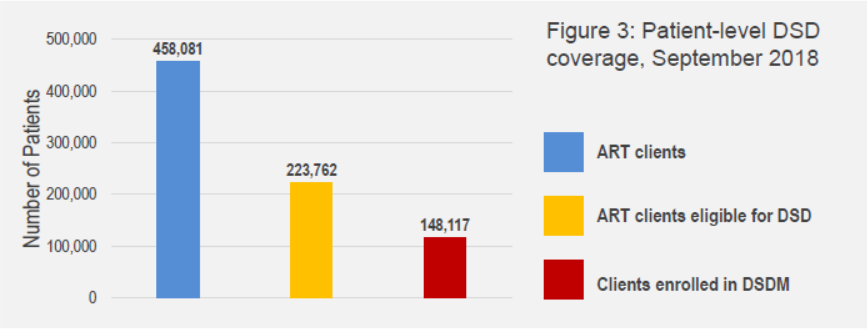 Figure 3: Patient-level DSD
coverage, September 2018
Number of Patients
500,000
400,000
300,000
200,000
100,000
0
458,081
223,762
148,117
ART clients
ART clients eligible for DSD
Clients enrolled in DSDM